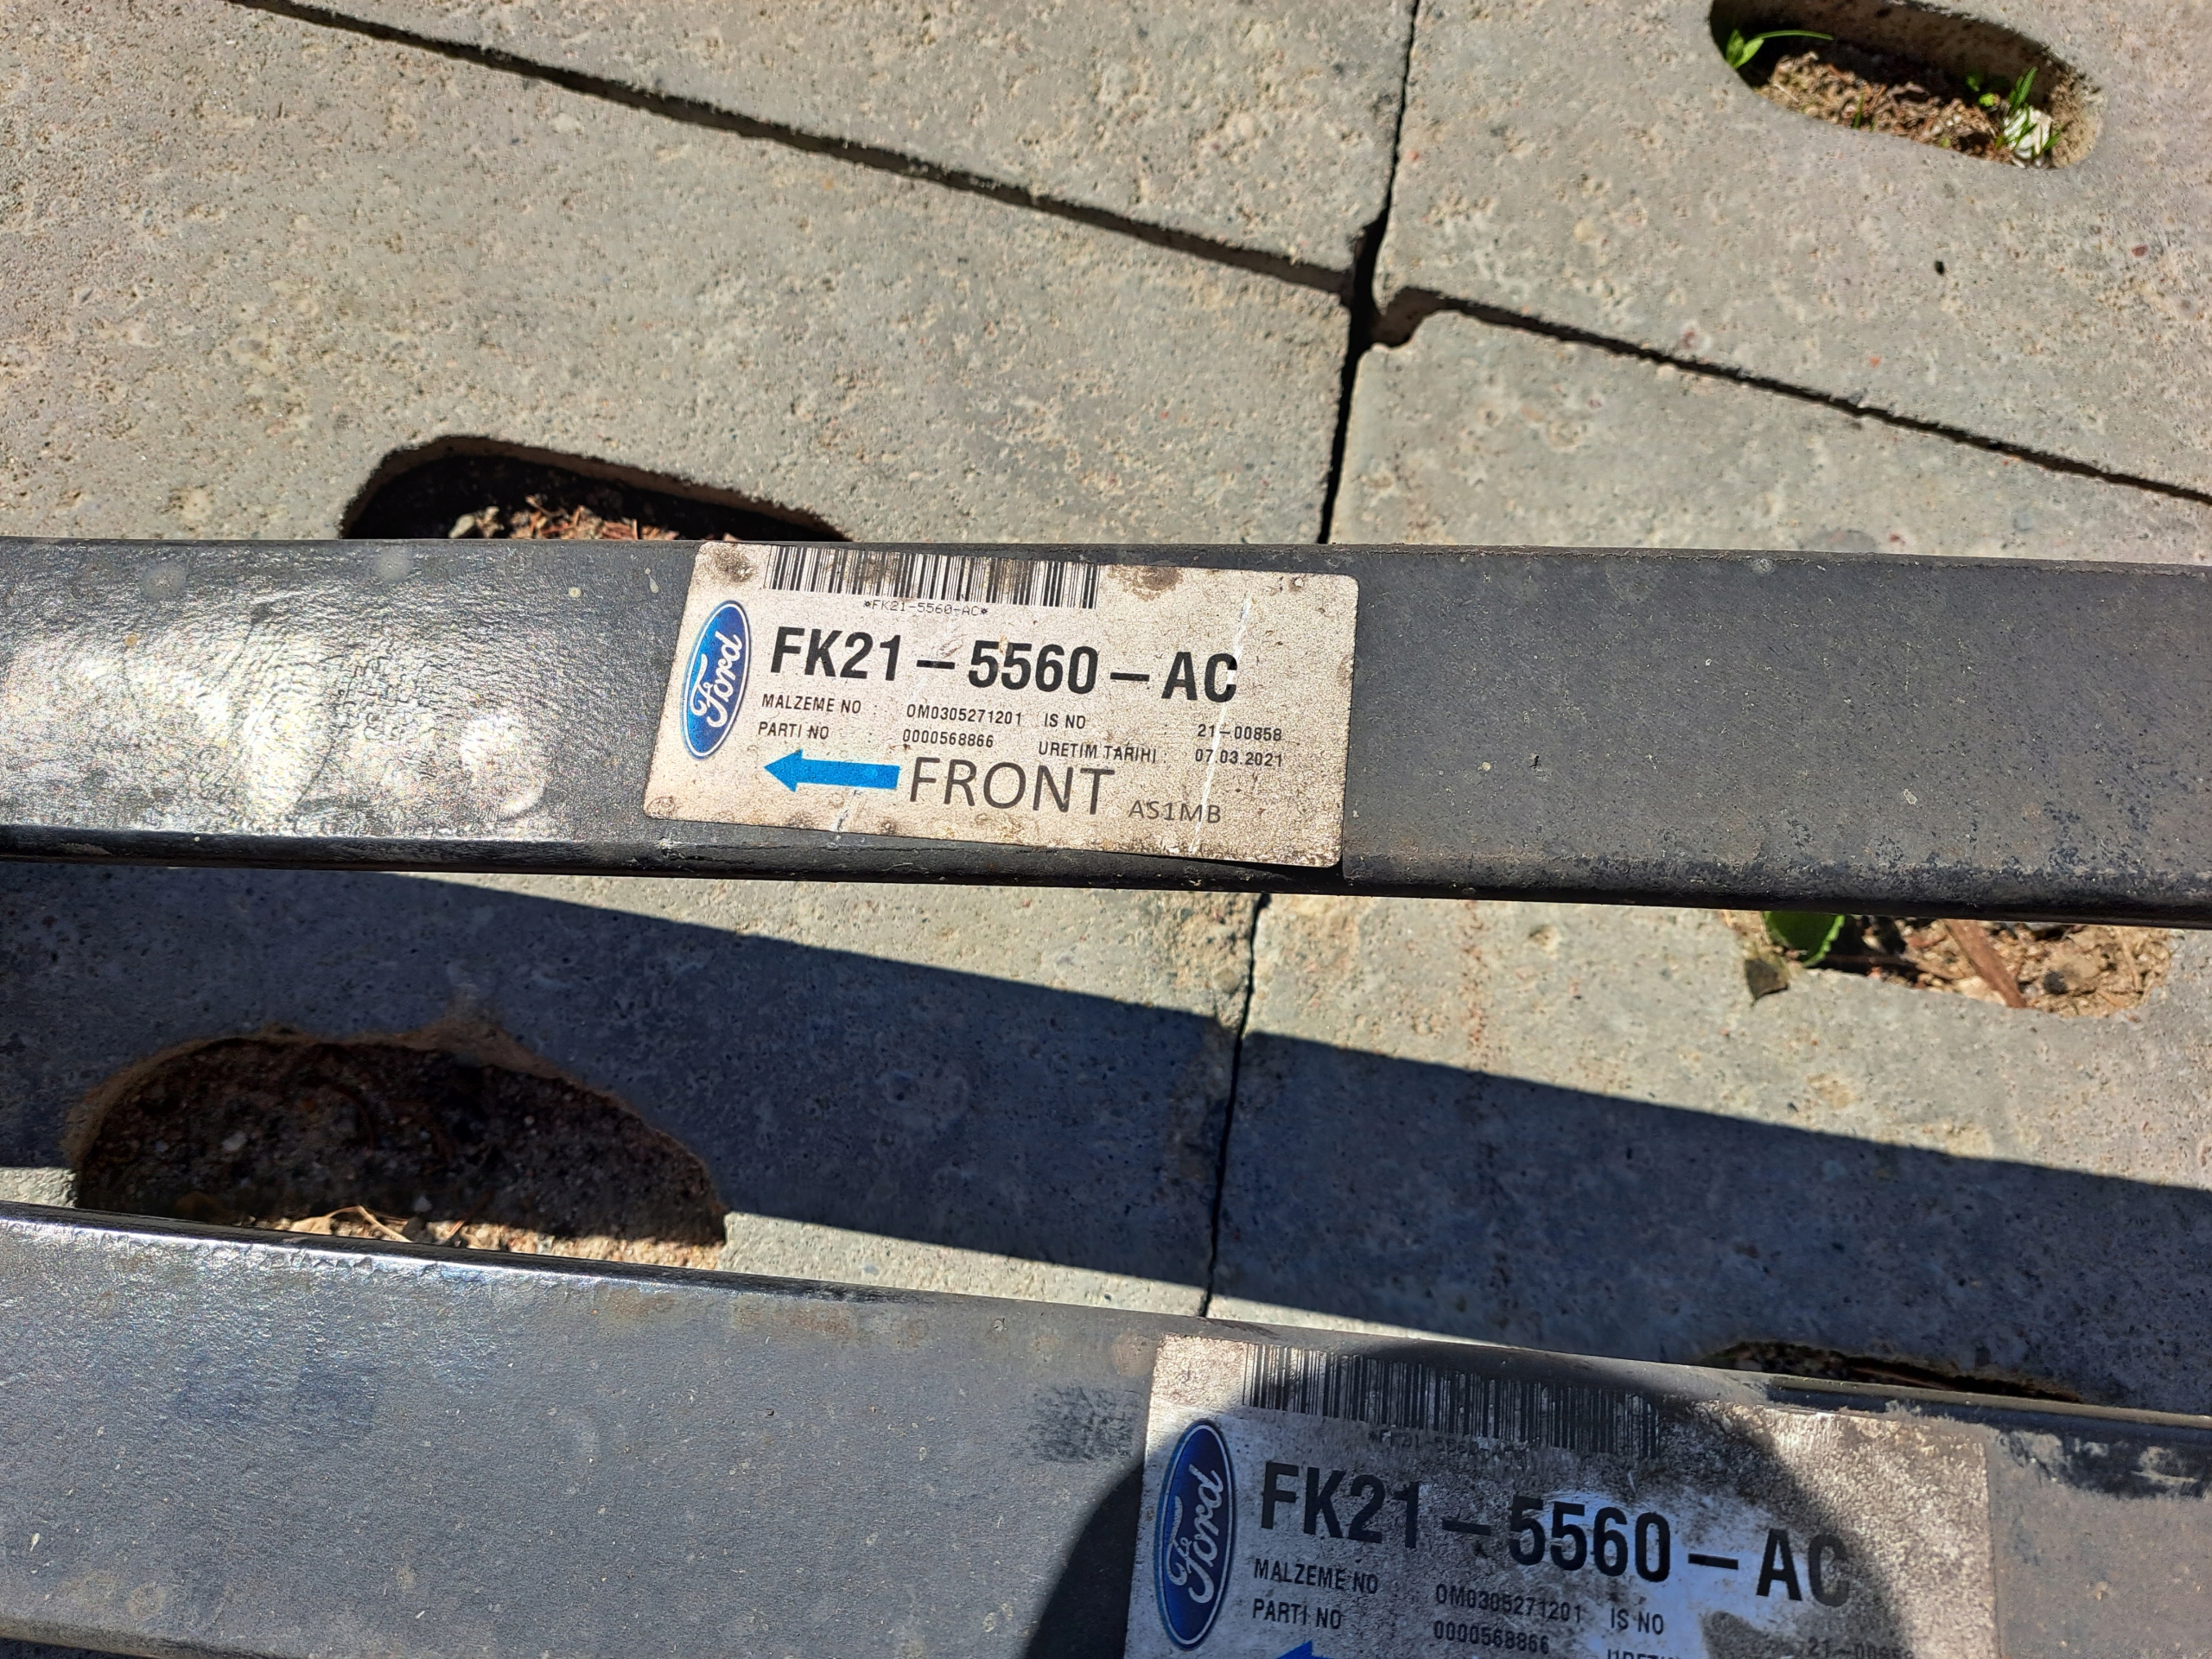 *FK21-5560-AC*
Ford
FK21-5560-AC
MALZEME NO : 0M0305271201 IS NO : 21-00858
PARTI NO : 0000568866 URETIM TARIHI : 07.03.2021
FRONT AS1MB
Ford
FK21-5560-AC
MALZEME NO : 0M0305271201 IS NO
PARTI NO : 0000568866